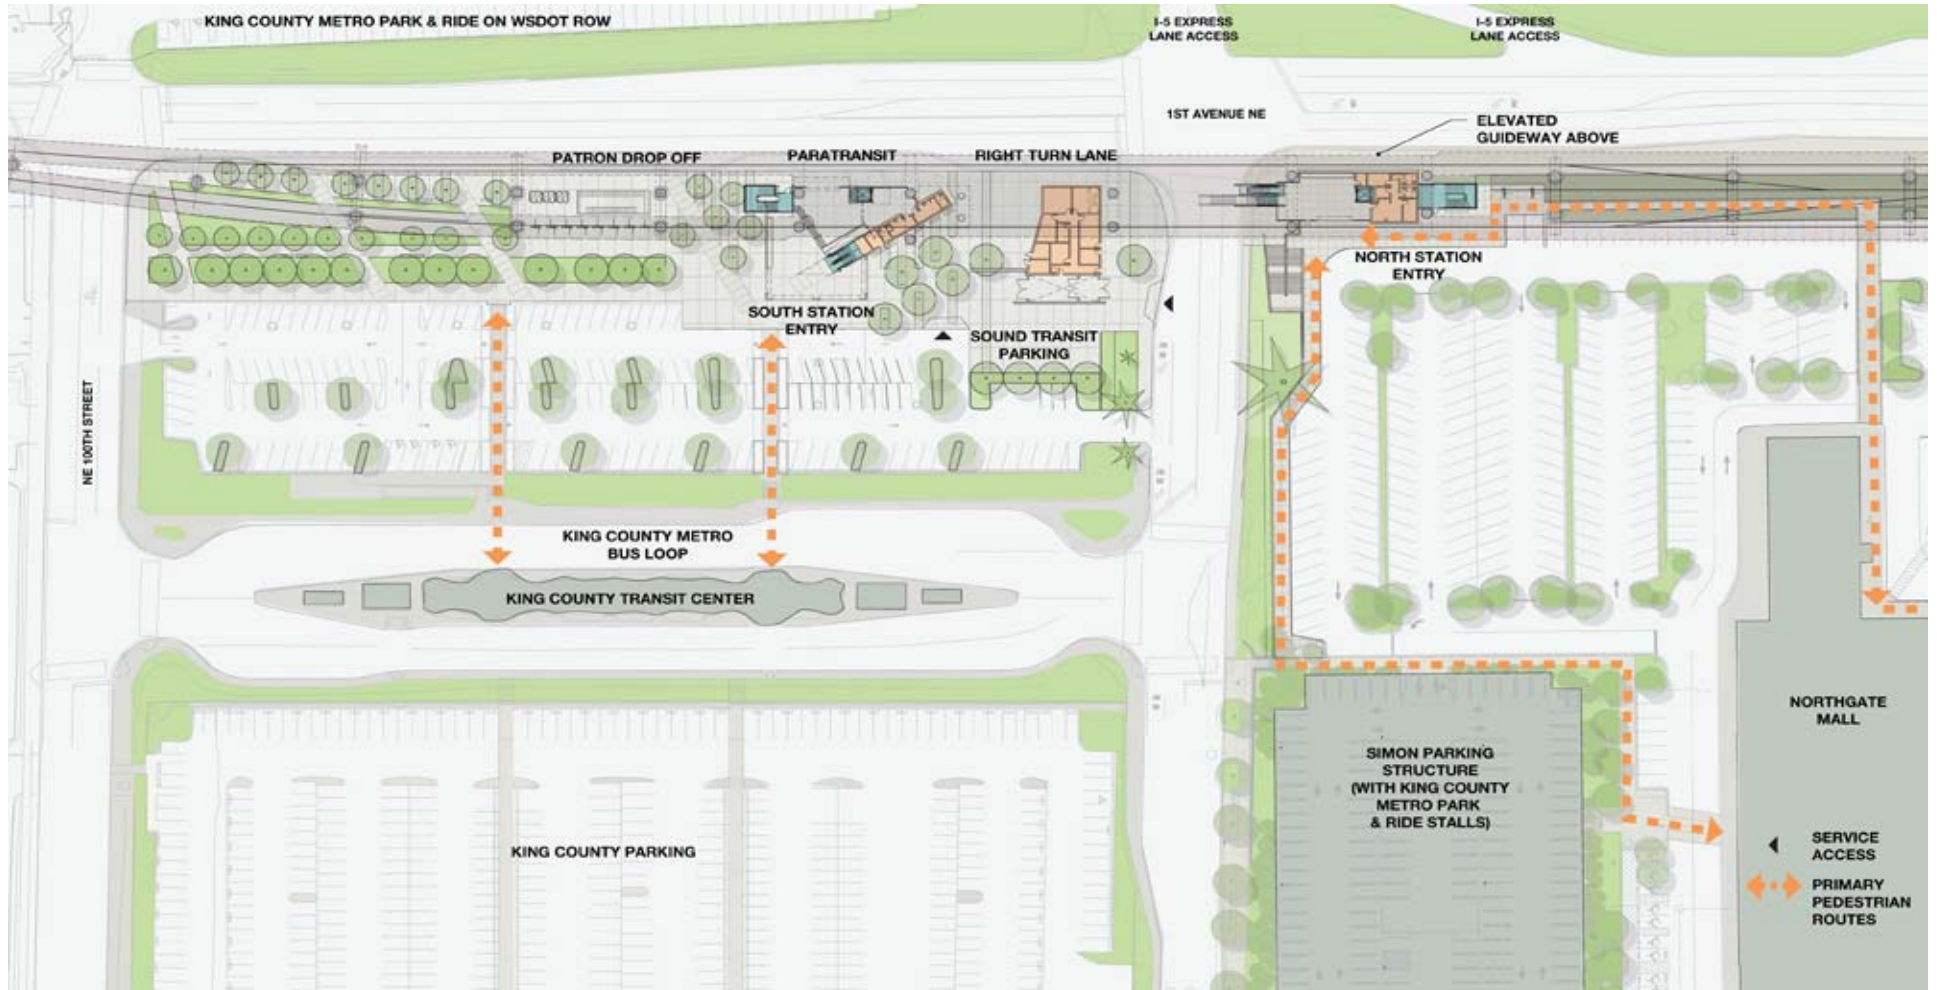 KING COUNTY METRO PARK & RIDE ON WSDOT ROW
I-5 EXPRESS
LANE ACCESS
I-5 EXPRESS
LANE ACCESS
1ST AVENUE NE
ELEVATED
GUIDEWAY ABOVE
PATRON DROP OFF
PARATRANSIT
RIGHT TURN LANE
NORTH STATION
ENTRY
SOUTH STATION
ENTRY
SOUND TRANSIT
PARKING
NE 100TH STREET
KING COUNTY METRO
BUS LOOP
KING COUNTY TRANSIT CENTER
NORTHGATE
MALL
SIMON PARKING
STRUCTURE
(WITH KING COUNTY
METRO PARK
& RIDE STALLS)
KING COUNTY PARKING
SERVICE
ACCESS
PRIMARY
PEDESTRIAN
ROUTES